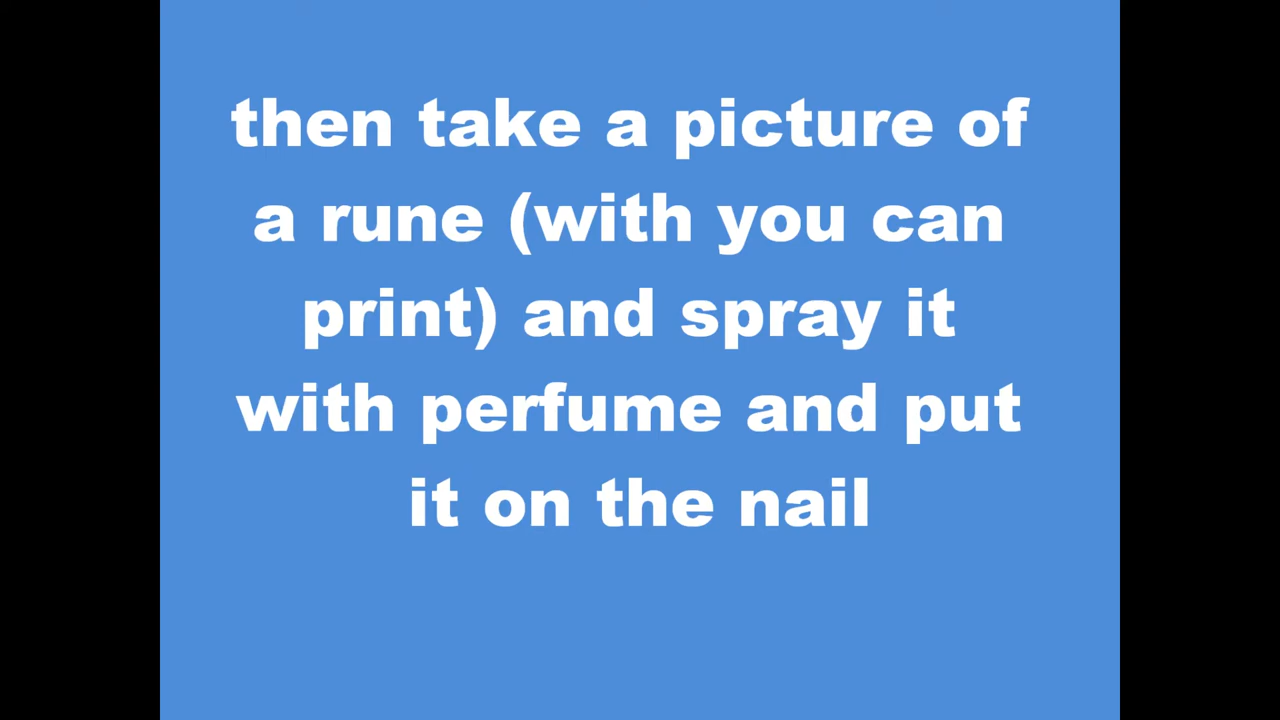 then take a picture of
a rune (with you can
print) and spray it
with perfume and put
it on the nail